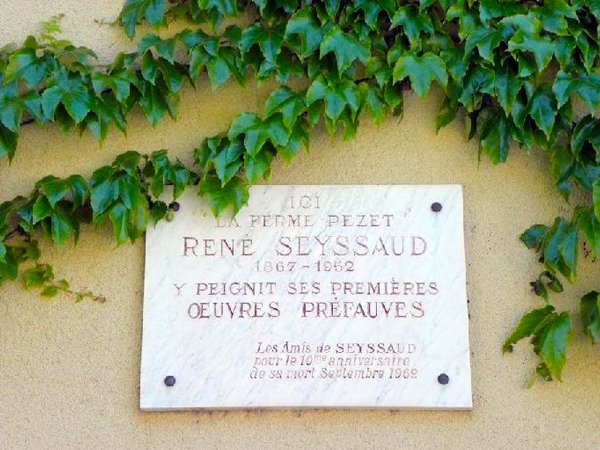 ICI
"LA FERME PEZET"
RENÉ SEYSSAUD
1867-1952
Y PEIGNIT SES PREMIÈRES
ŒUVRES PRÉFAUVES
Les Amis de SEYSSAUD
pour le 10ème anniversaire
de sa mort Septembre 1962